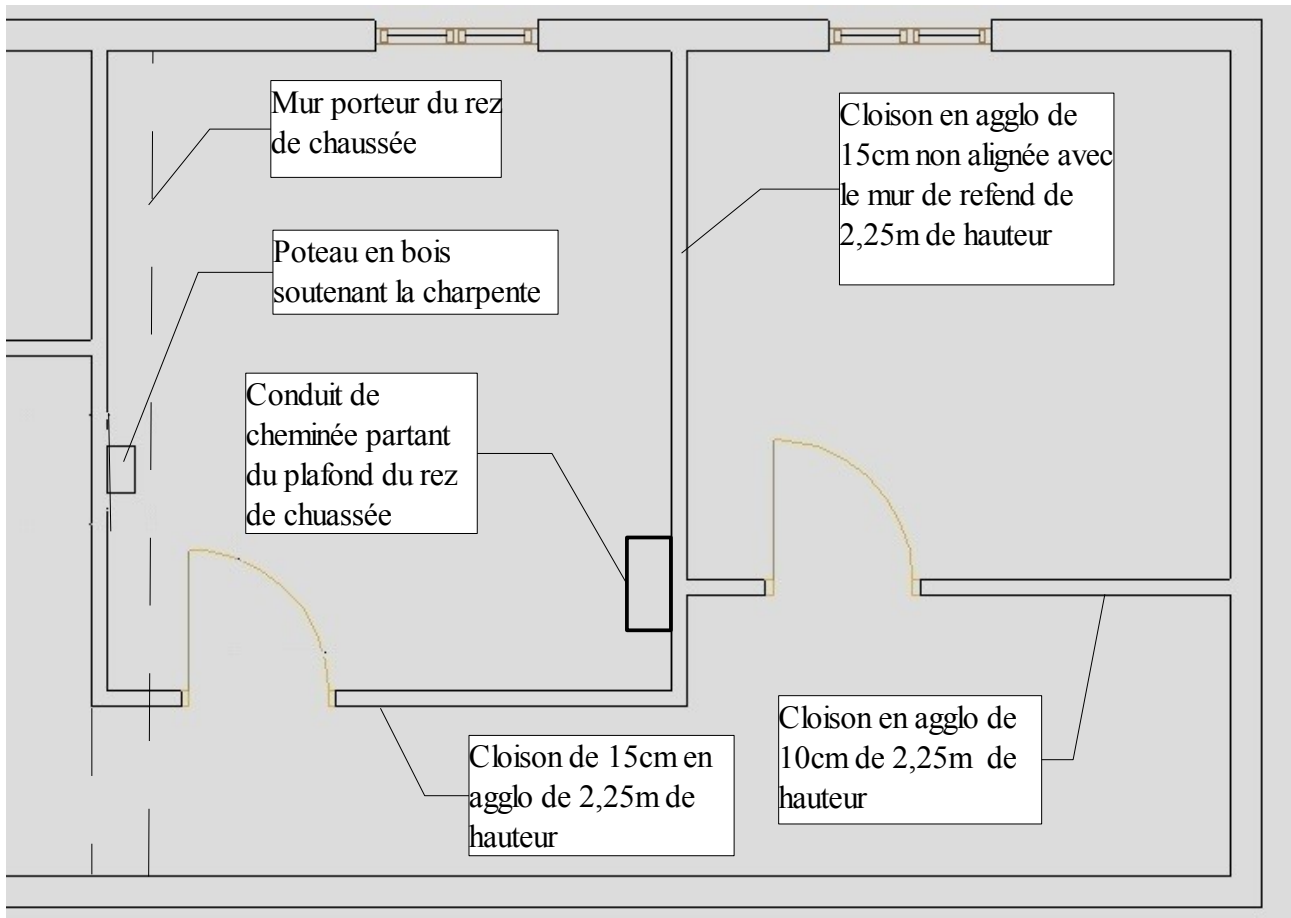 Mur porteur du rez
de chaussée
Cloison en agglo de
15cm non alignée avec
le mur de refend de
2,25m de hauteur
Poteau en bois
soutenant la charpente
Conduit de
cheminée partant
du plafond du rez
de chuassée
Cloison de 15cm en
agglo de 2,25m de
hauteur
Cloison en agglo de
10cm de 2,25m de
hauteur